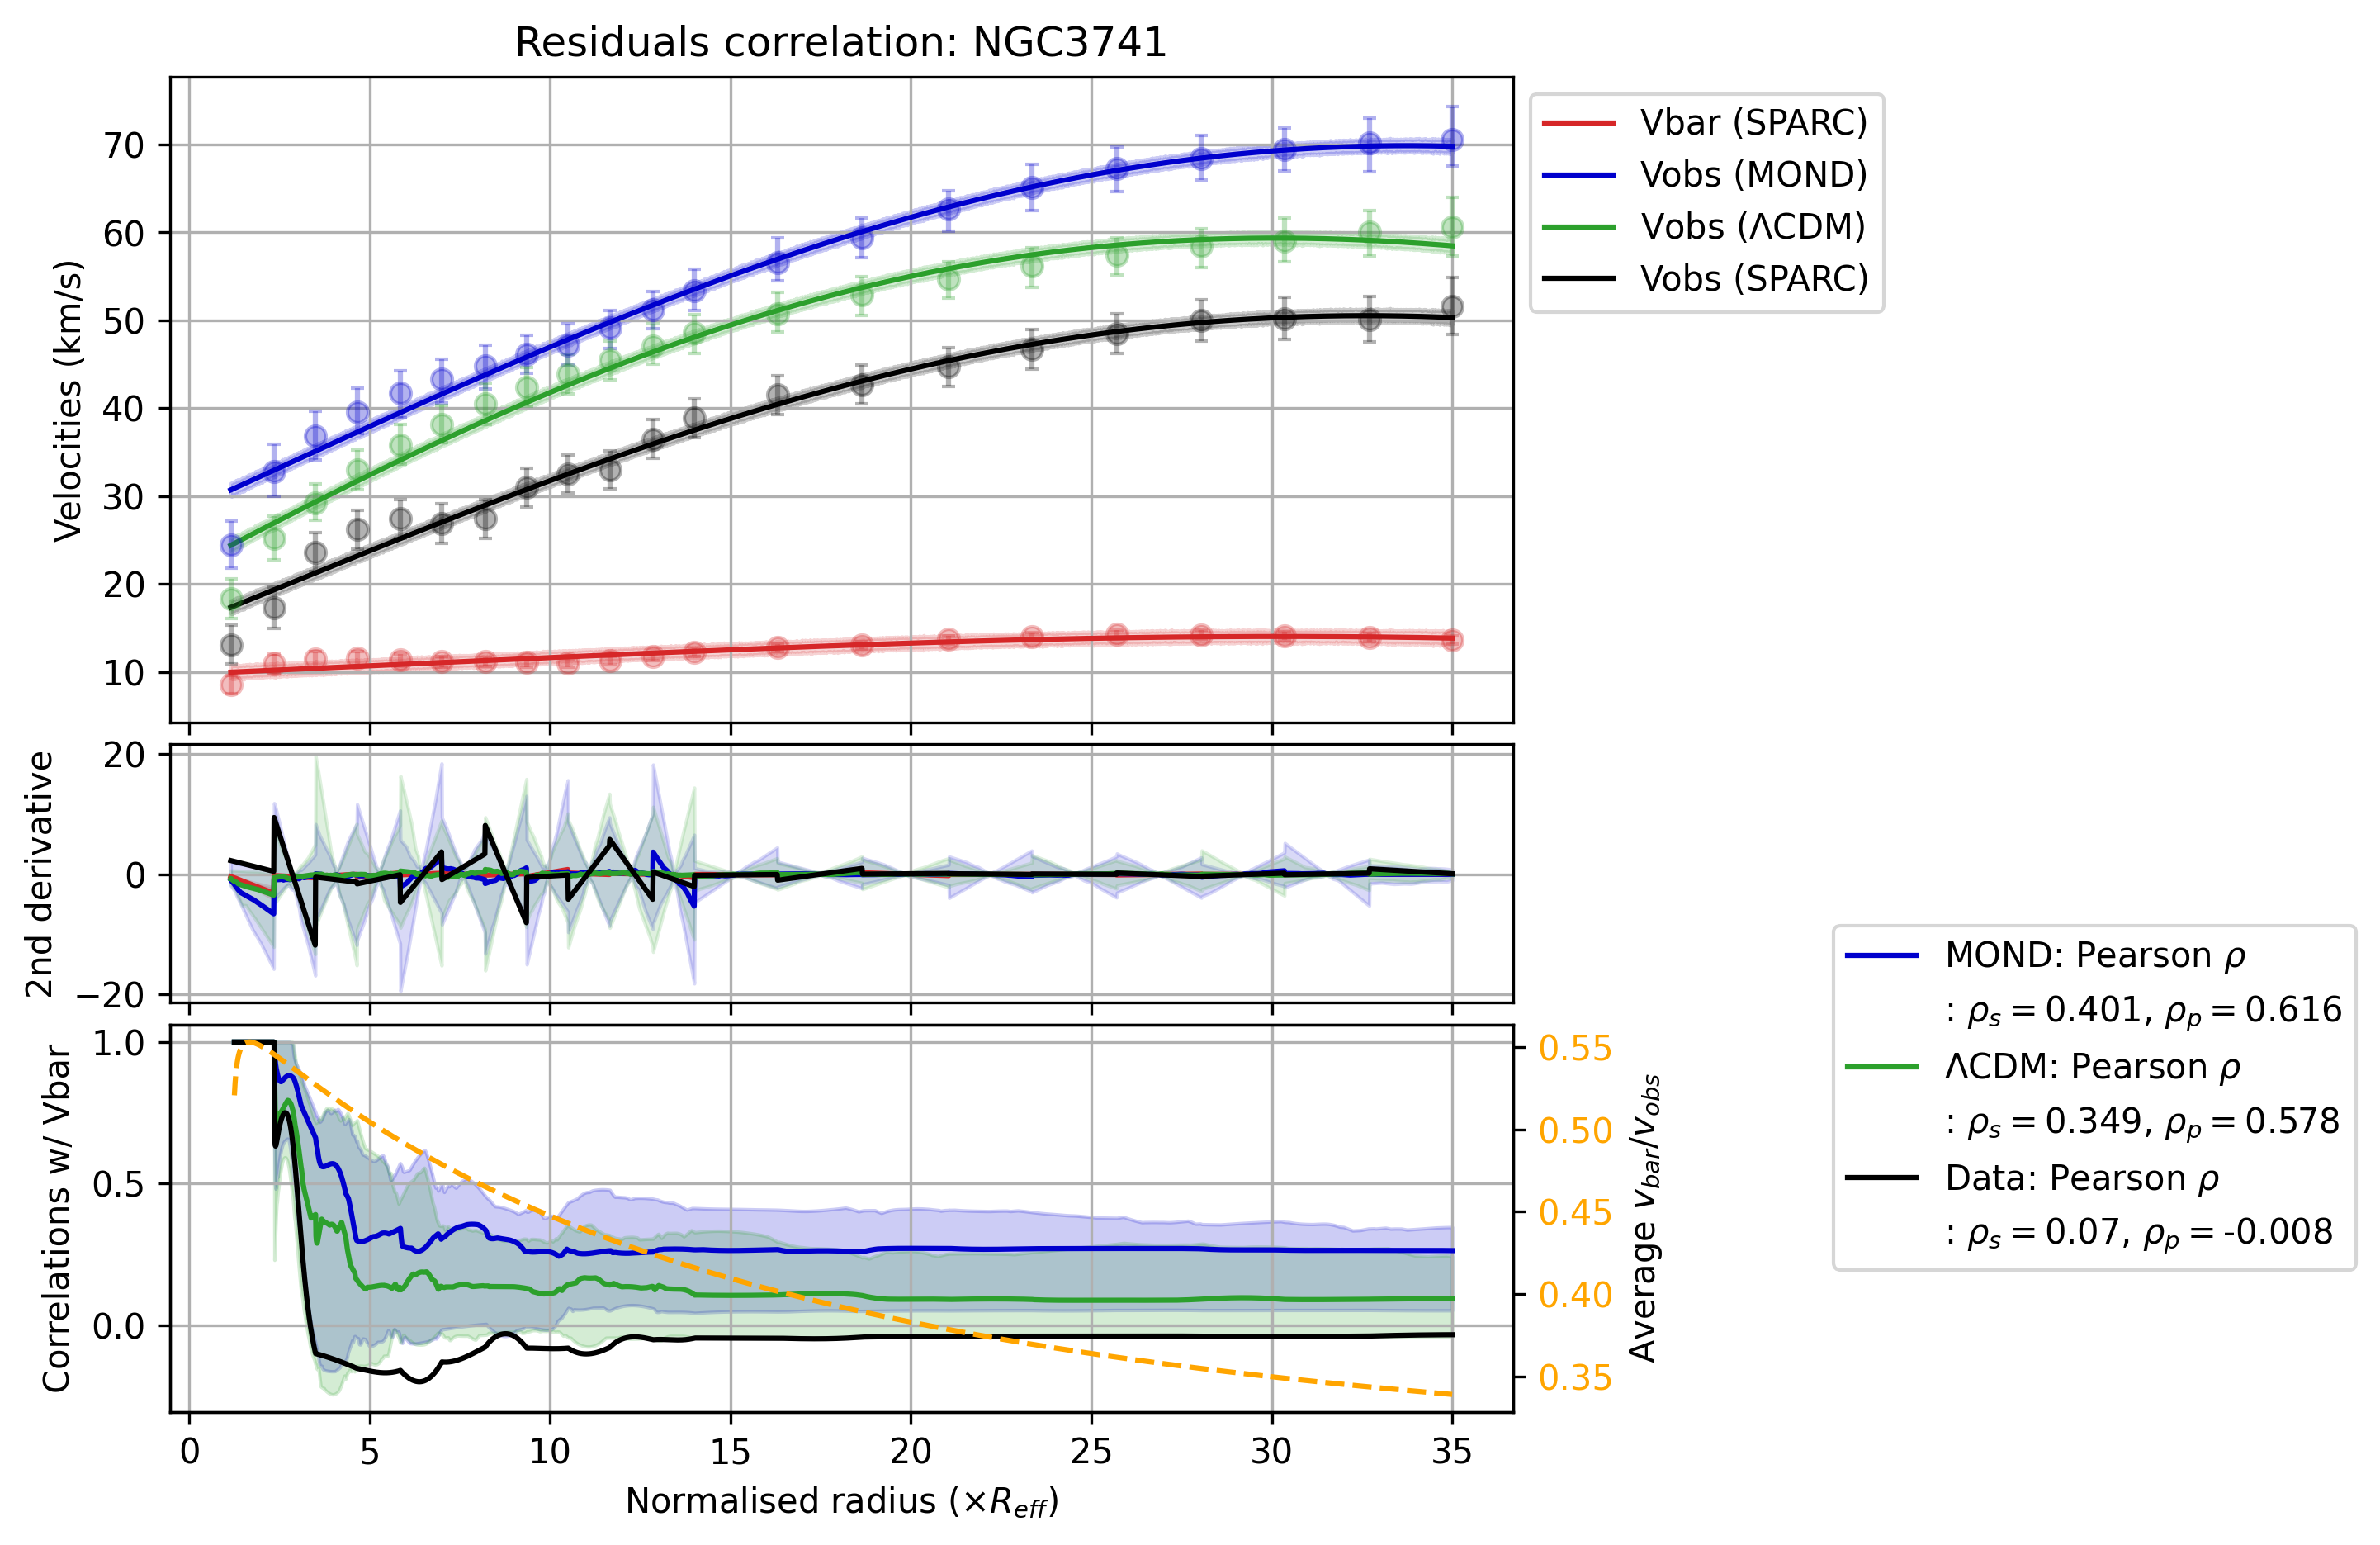 Residuals correlation: NGC3741
Velocities (km/s)
70
60
50
40
30
20
10
Vbar (SPARC)
Vobs (MOND)
Vobs (ΛCDM)
Vobs (SPARC)
2nd derivative
20
0
−20
Correlations w/ Vbar
1.0
0.5
0.0
0.55
0.50
0.45
0.40
0.35
Average v_bar/v_obs
MOND: Pearson ρ
: ρ_s = 0.401, ρ_p = 0.616
ΛCDM: Pearson ρ
: ρ_s = 0.349, ρ_p = 0.578
Data: Pearson ρ
: ρ_s = 0.07, ρ_p = -0.008
0 5 10 15 20 25 30 35
Normalised radius (×R_eff)